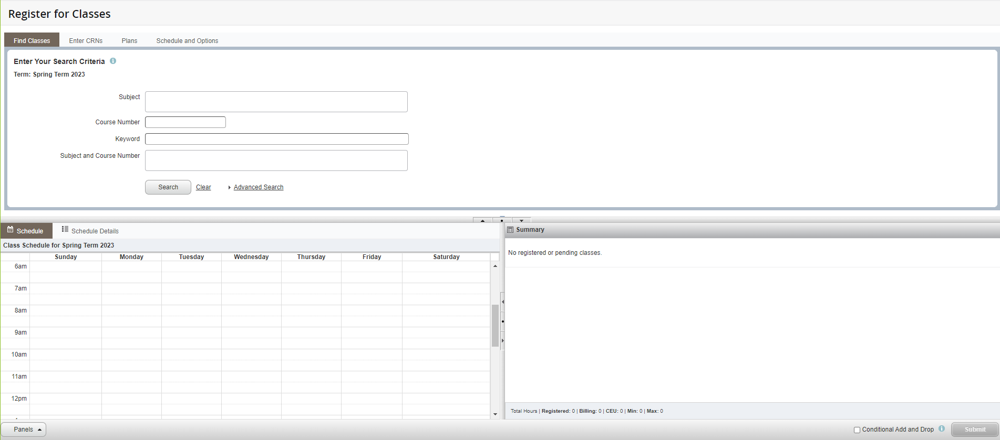 Register for Classes
Find Classes Enter CRNs Plans Schedule and Options
Enter Your Search Criteria
Term: Spring Term 2023
Subject
Course Number
Keyword
Subject and Course Number
Search Clear Advanced Search
Schedule Schedule Details
Summary
Class Schedule for Spring Term 2023
No registered or pending classes.
Sunday Monday Tuesday Wednesday Thursday Friday Saturday
6am
7am
8am
9am
10am
11am
12pm
Total Hours | Registered: 0 | Billing: 0 | CEU: 0 | Min: 0 | Max: 0
Panels
Conditional Add and Drop
Submit